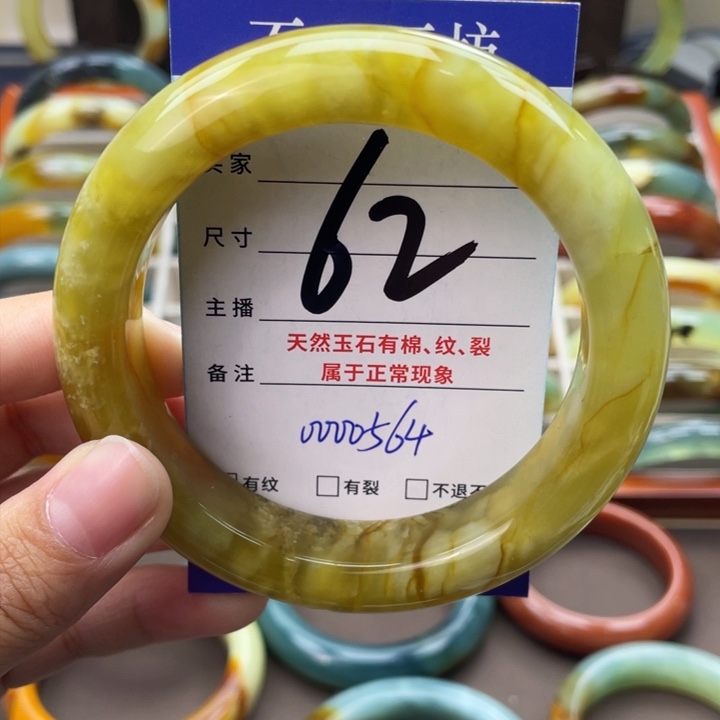 62
尺寸
主播
天然玉石有棉、纹、裂
属于正常现象
备注
0000564
有纹 □有裂 □不退不